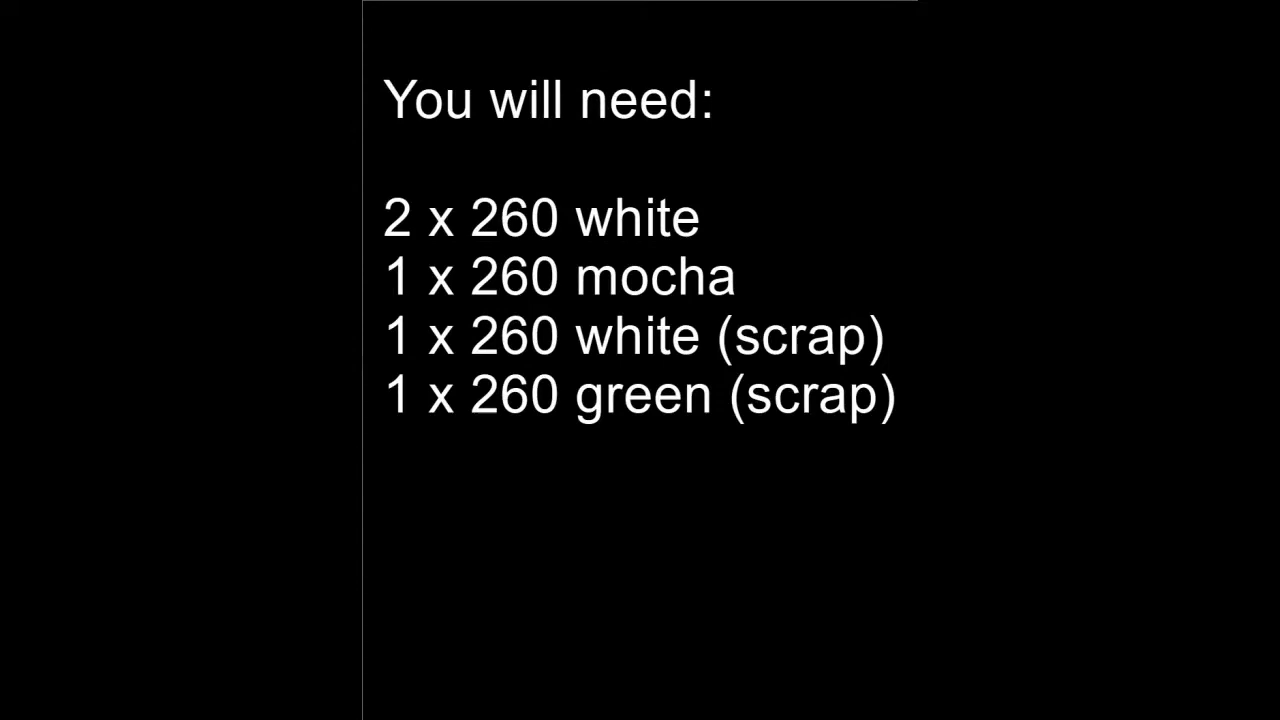 You will need:
2 x 260 white
1 x 260 mocha
1 x 260 white (scrap)
1 x 260 green (scrap)